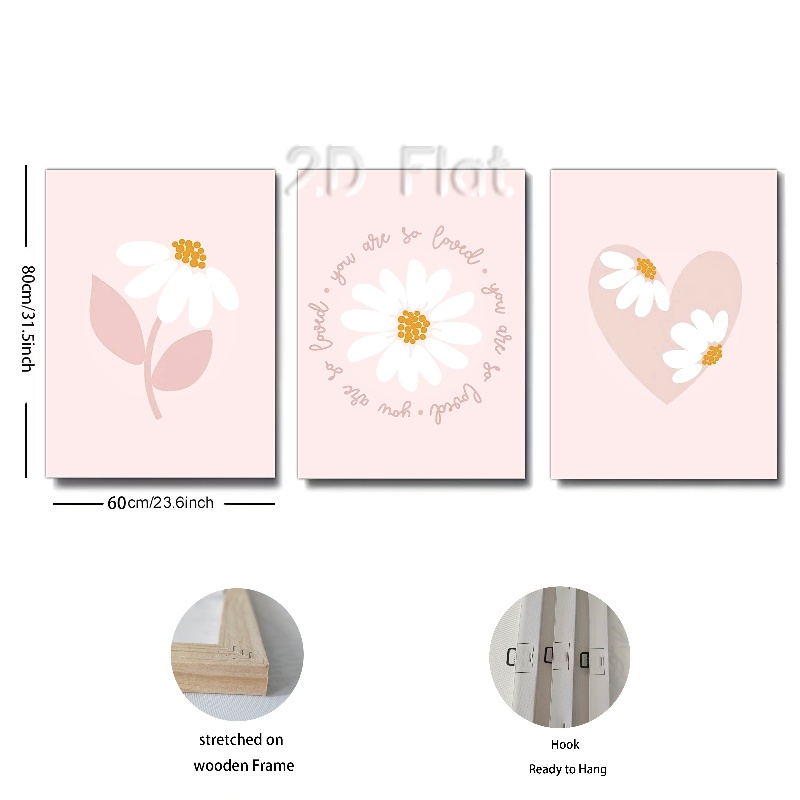 2D Flat
you are so loved • you are so loved • you are so loved •
80cm/31.5inch
60cm/23.6inch
stretched on
wooden Frame
Hook
Ready to Hang